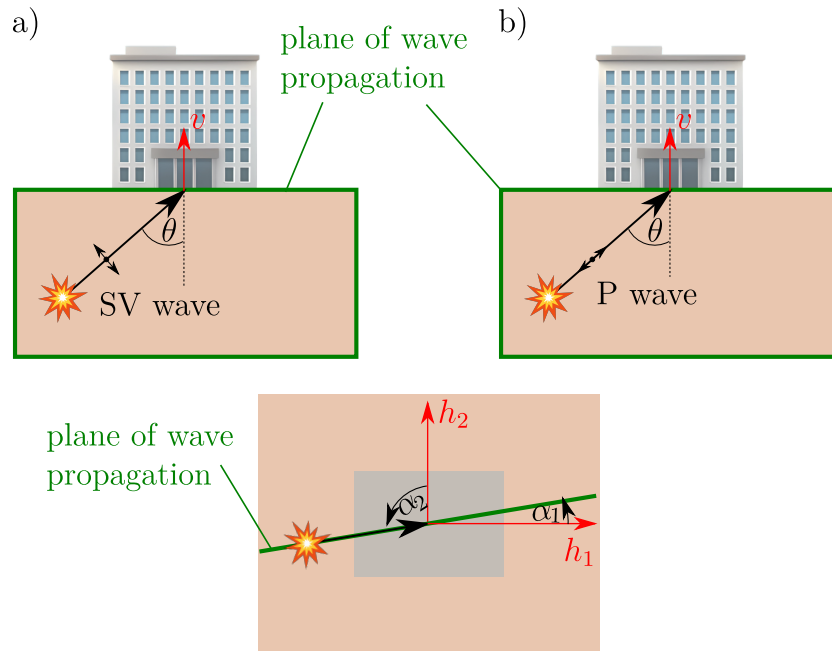 a)
plane of wave
propagation
b)
v
v
θ
θ
SV wave
P wave
plane of wave
propagation
h₂
α₂
α₁
h₁